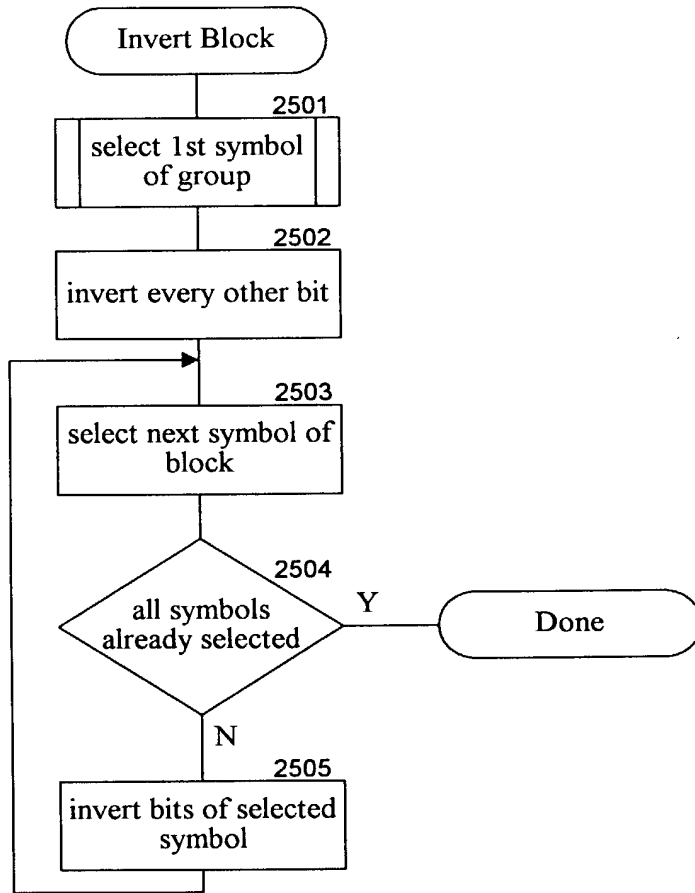 Invert Block
2501
select 1st symbol
of group
2502
invert every other bit
2503
select next symbol of
block
2504
all symbols
already selected
Y
Done
N
2505
invert bits of selected
symbol